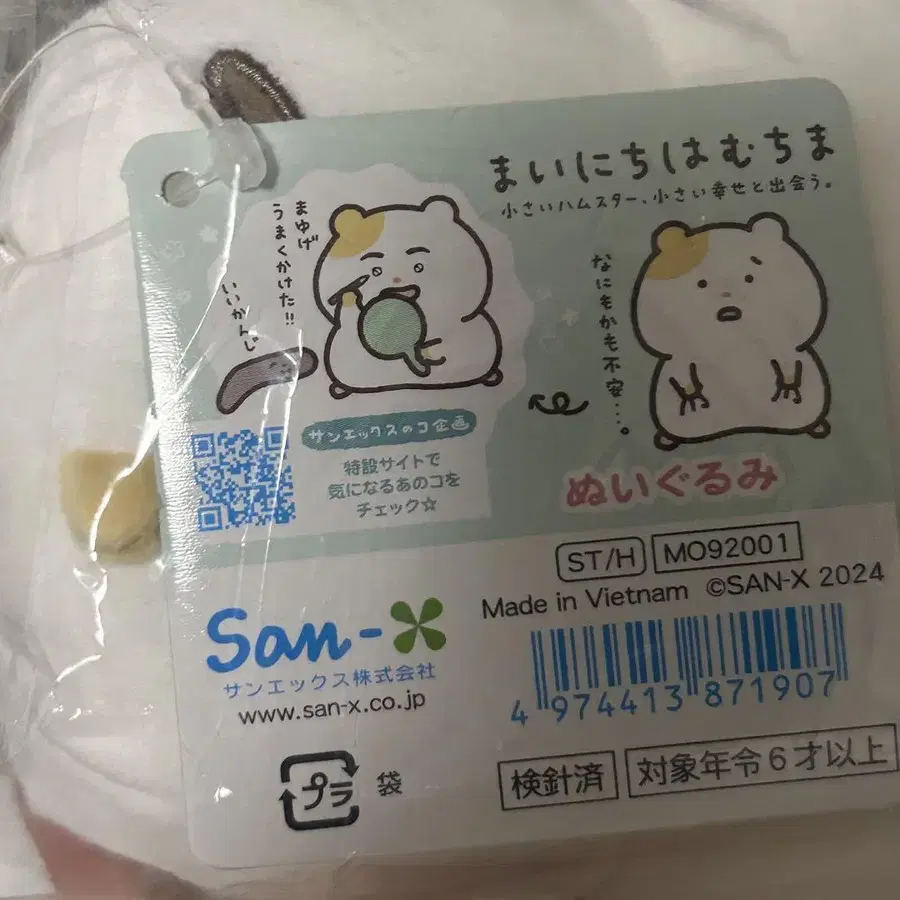 まいにちはむちま
小さいハムスター、小さい幸せと出会う。
なにもかも不安・・・。
まゆげ
うまくかけた!!
いいかんじ
サンエックスのコ企画
特設サイトで
気になるあのコを
チェック☆
ぬいぐるみ
ST/H MO92001
Made in Vietnam ©SAN-X 2024
San-X
サンエックス株式会社
www.san-x.co.jp
4 974413 871907
プラ 袋
検針済 対象年令6才以上